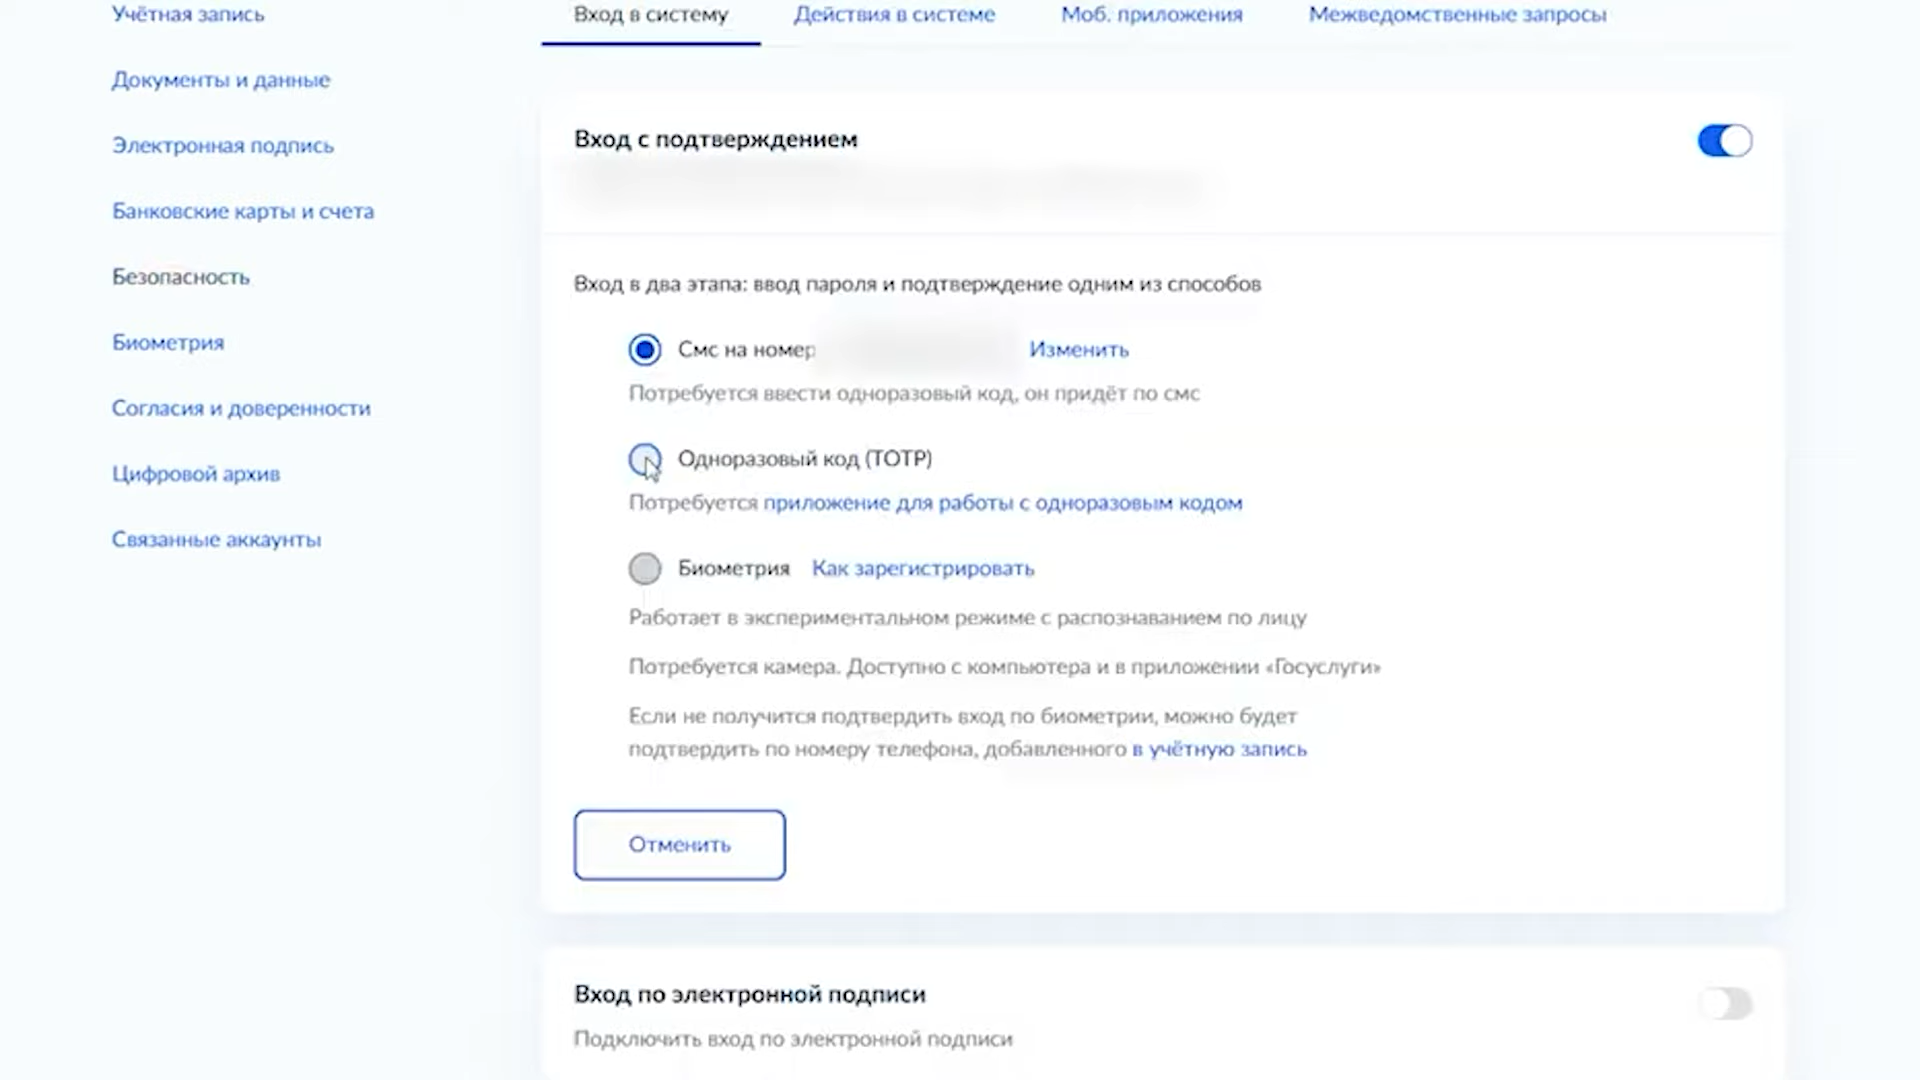 Учётная запись
Документы и данные
Электронная подпись
Банковские карты и счета
Безопасность
Биометрия
Согласия и доверенности
Цифровой архив
Связанные аккаунты
Вход в систему
Действия в системе
Моб. приложения
Межведомственные запросы
Вход с подтверждением
Вход в два этапа: ввод пароля и подтверждение одним из способов
Смс на номер
Изменить
Потребуется ввести одноразовый код, он придёт по смс
Одноразовый код (TOTP)
Потребуется приложение для работы с одноразовым кодом
Биометрия Как зарегистрировать
Работает в экспериментальном режиме с распознаванием по лицу
Потребуется камера. Доступно с компьютера и в приложении «Госуслуги»
Если не получится подтвердить вход по биометрии, можно будет
подтвердить по номеру телефона, добавленного в учётную запись
Отменить
Вход по электронной подписи
Подключить вход по электронной подписи